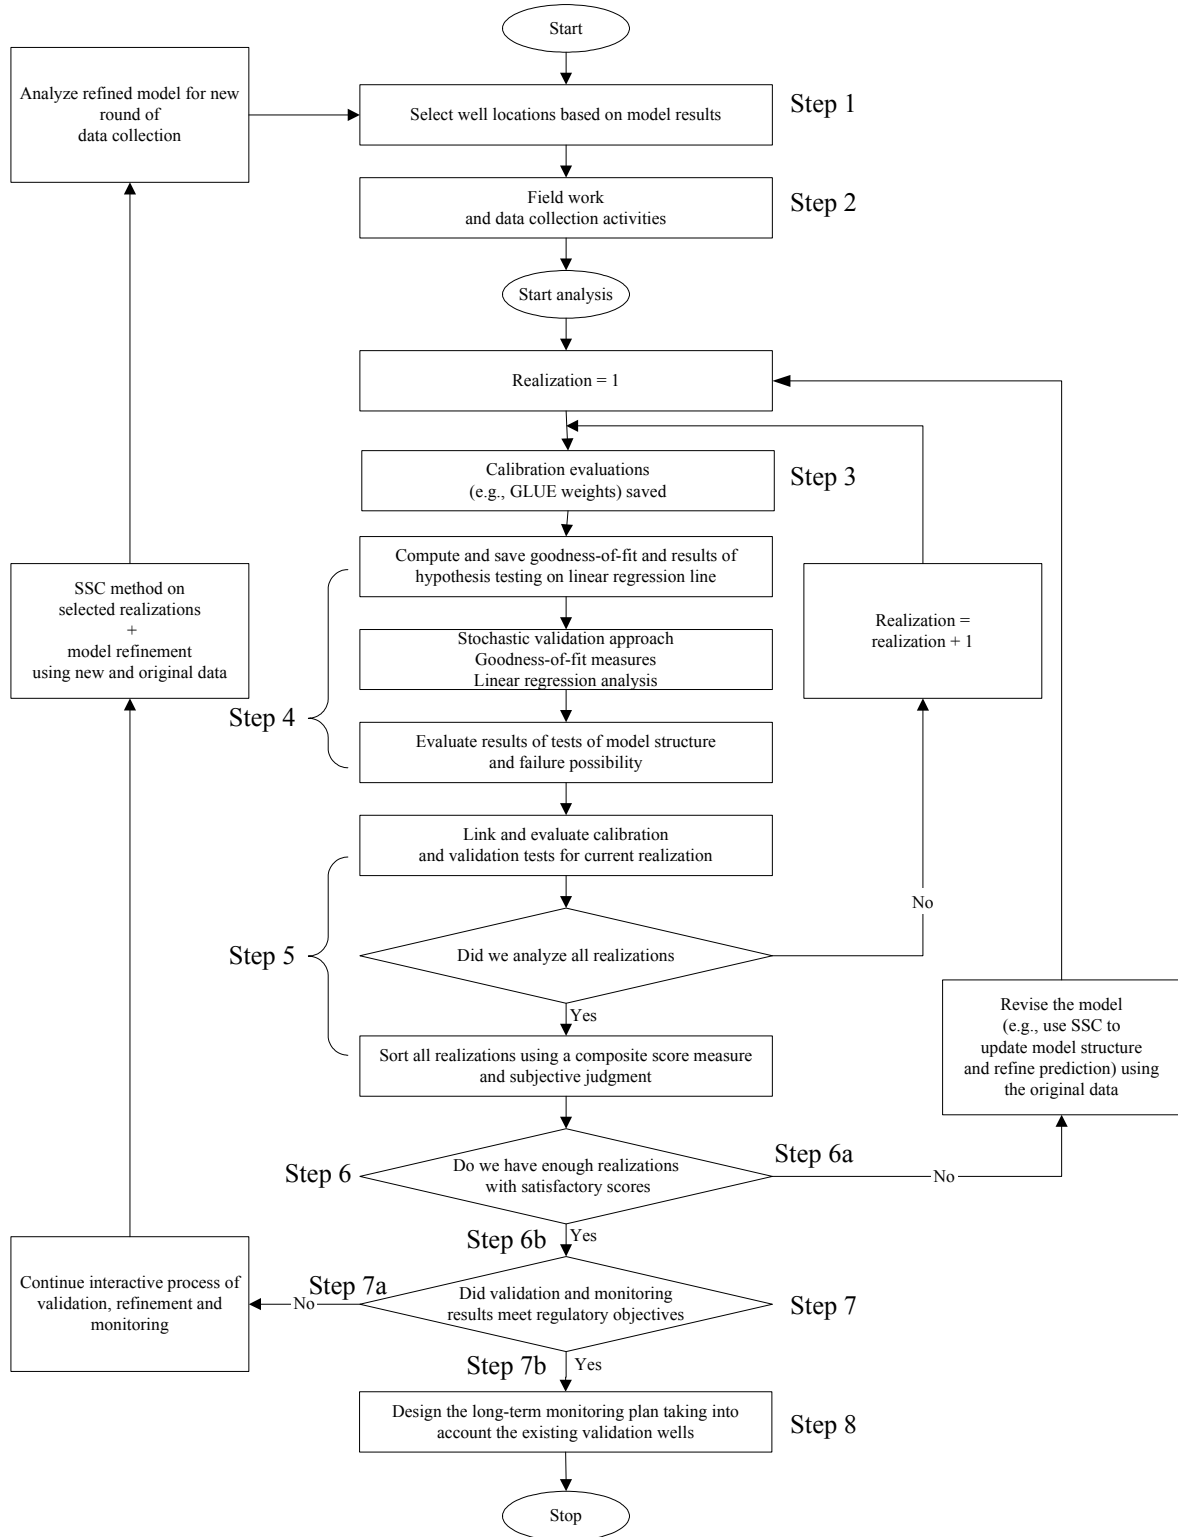 Start
Analyze refined model for new
round of
data collection
Select well locations based on model results
Step 1
Field work
and data collection activities
Step 2
Start analysis
Realization = 1
Calibration evaluations
(e.g., GLUE weights) saved
Step 3
Compute and save goodness-of-fit and results of
hypothesis testing on linear regression line
SSC method on
selected realizations
+
model refinement
using new and original data
Realization =
realization + 1
Stochastic validation approach
Goodness-of-fit measures
Linear regression analysis
Step 4
Evaluate results of tests of model structure
and failure possibility
Link and evaluate calibration
and validation tests for current realization
No
Step 5
Did we analyze all realizations
Yes
Revise the model
(e.g., use SSC to
update model structure
and refine prediction) using
the original data
Sort all realizations using a composite score measure
and subjective judgment
Step 6
Do we have enough realizations
with satisfactory scores
Step 6a
No
Step 6b
Yes
Continue interactive process of
validation, refinement and
monitoring
Step 7a
No
Did validation and monitoring
results meet regulatory objectives
Step 7
Step 7b
Yes
Design the long-term monitoring plan taking into
account the existing validation wells
Step 8
Stop